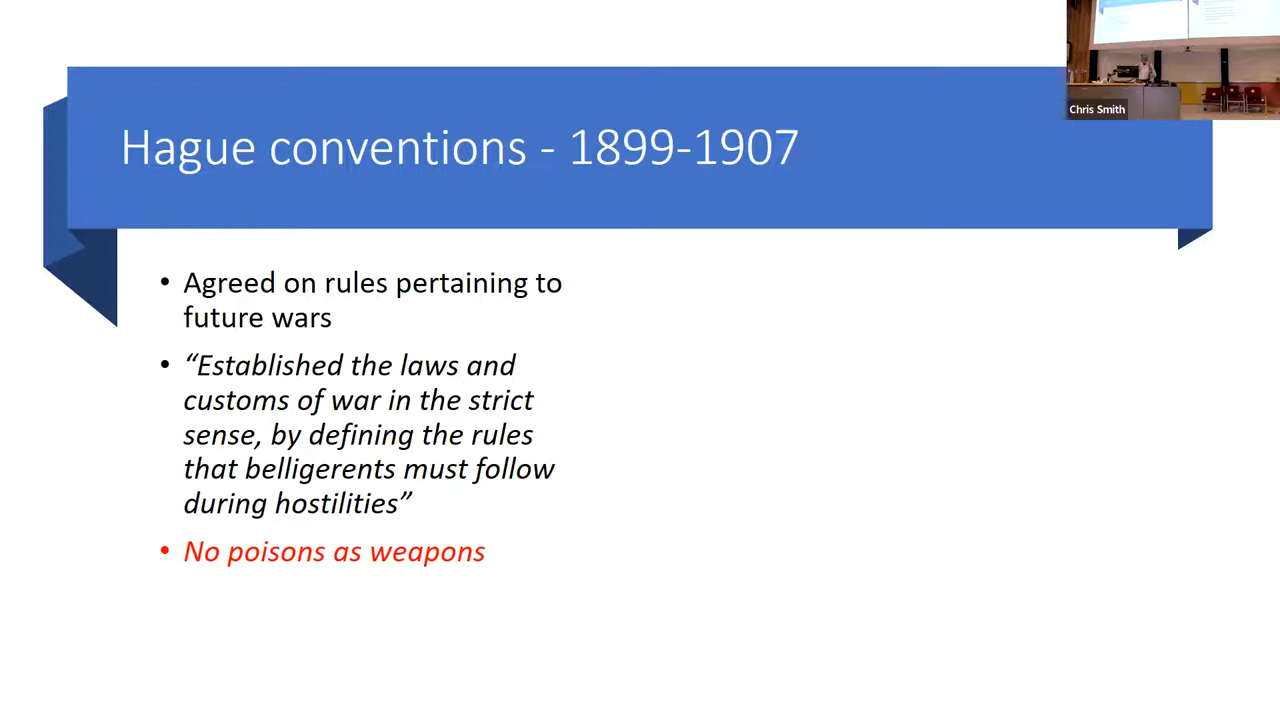 Chris Smith
Hague conventions - 1899-1907
• Agreed on rules pertaining to
future wars
• “Established the laws and
customs of war in the strict
sense, by defining the rules
that belligerents must follow
during hostilities”
• No poisons as weapons